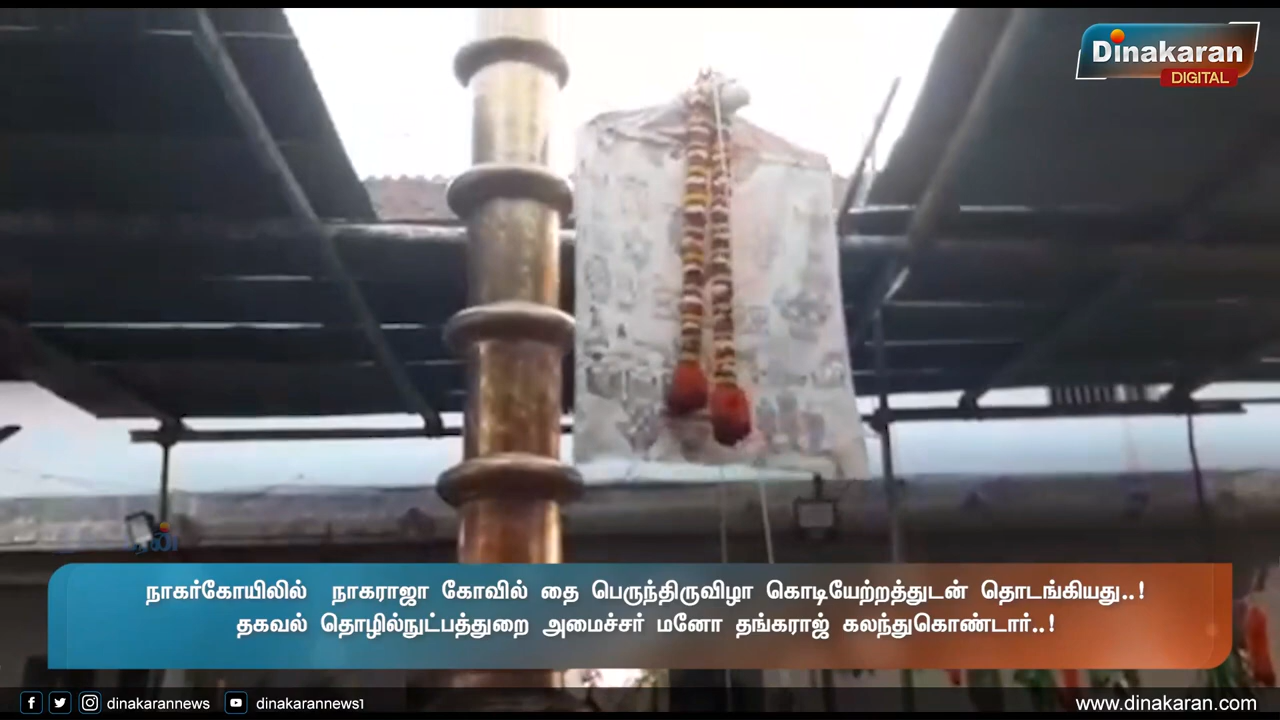 Dinakaran
DIGITAL
நாகர்கோயிலில் நாகராஜா கோவில் தை பெருந்திருவிழா கொடியேற்றத்துடன் தொடங்கியது..!
தகவல் தொழில்நுட்பத்துறை அமைச்சர் மனோ தங்கராஜ் கலந்துகொண்டார்..!
dinakarannews dinakarannews1 www.dinakaran.com